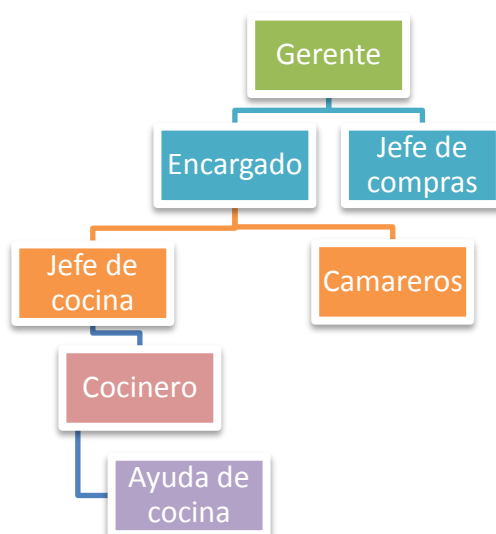 Gerente
Encargado
Jefe de
compras
Jefe de
cocina
Camareros
Cocinero
Ayuda de
cocina